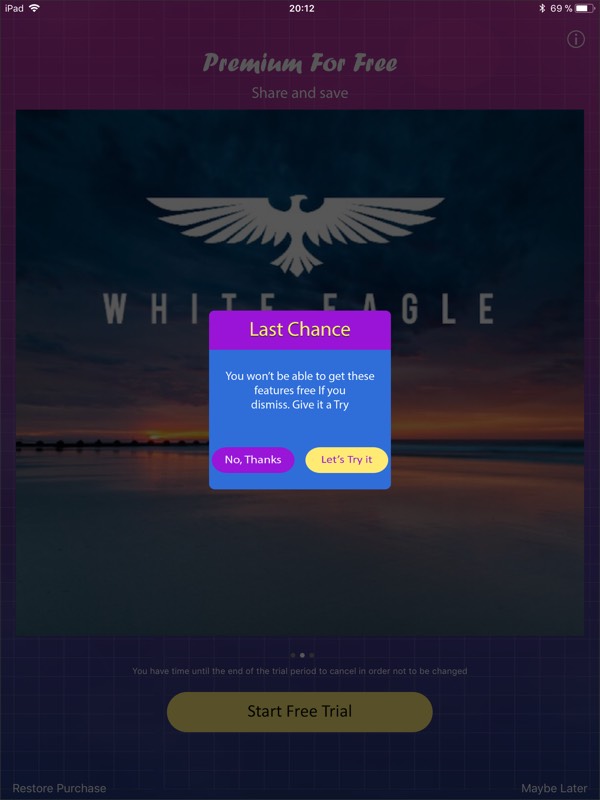 iPad 20:12 69 %
Premium For Free
Share and save
WHITE EAGLE
Last Chance
You won't be able to get these
features free If you
dismiss. Give it a Try
No, Thanks Let's Try it
You have time until the end of the trial period to cancel in order not to be changed
Start Free Trial
Restore Purchase Maybe Later